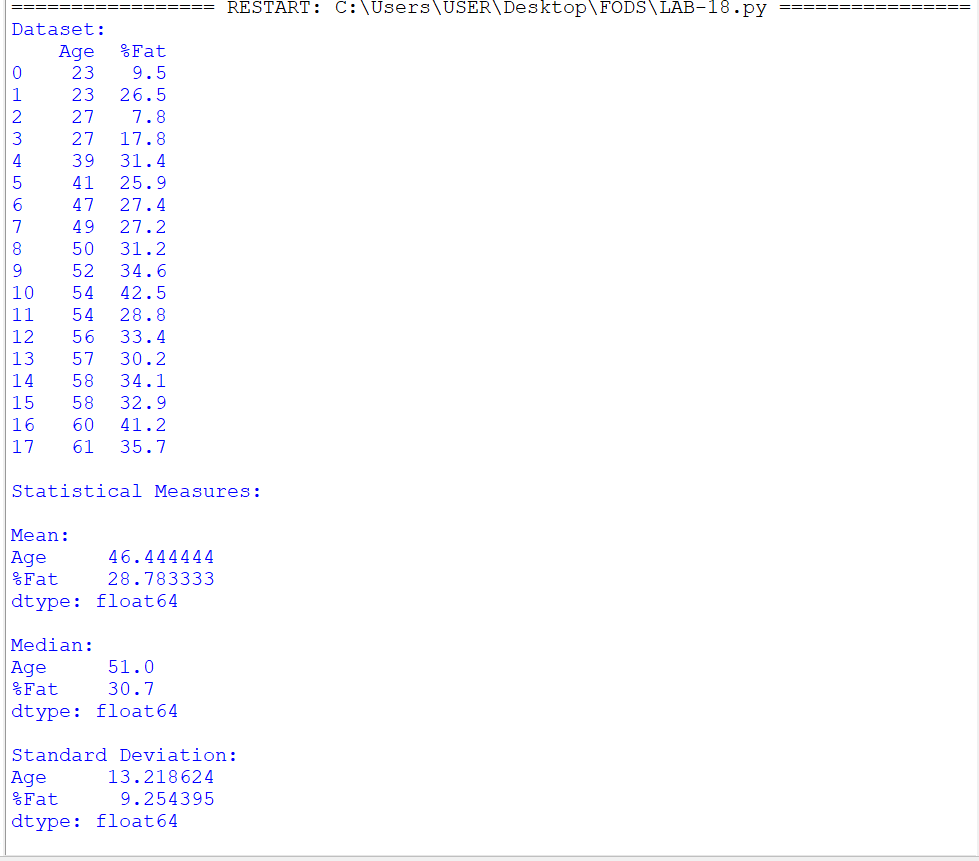 ================= RESTART: C:\Users\USER\Desktop\FODS\LAB-18.py ================
Dataset:
    Age  %Fat
0    23   9.5
1    23  26.5
2    27   7.8
3    27  17.8
4    39  31.4
5    41  25.9
6    47  27.4
7    49  27.2
8    50  31.2
9    52  34.6
10   54  42.5
11   54  28.8
12   56  33.4
13   57  30.2
14   58  34.1
15   58  32.9
16   60  41.2
17   61  35.7

Statistical Measures:

Mean:
Age     46.444444
%Fat    28.783333
dtype: float64

Median:
Age     51.0
%Fat    30.7
dtype: float64

Standard Deviation:
Age     13.218624
%Fat     9.254395
dtype: float64